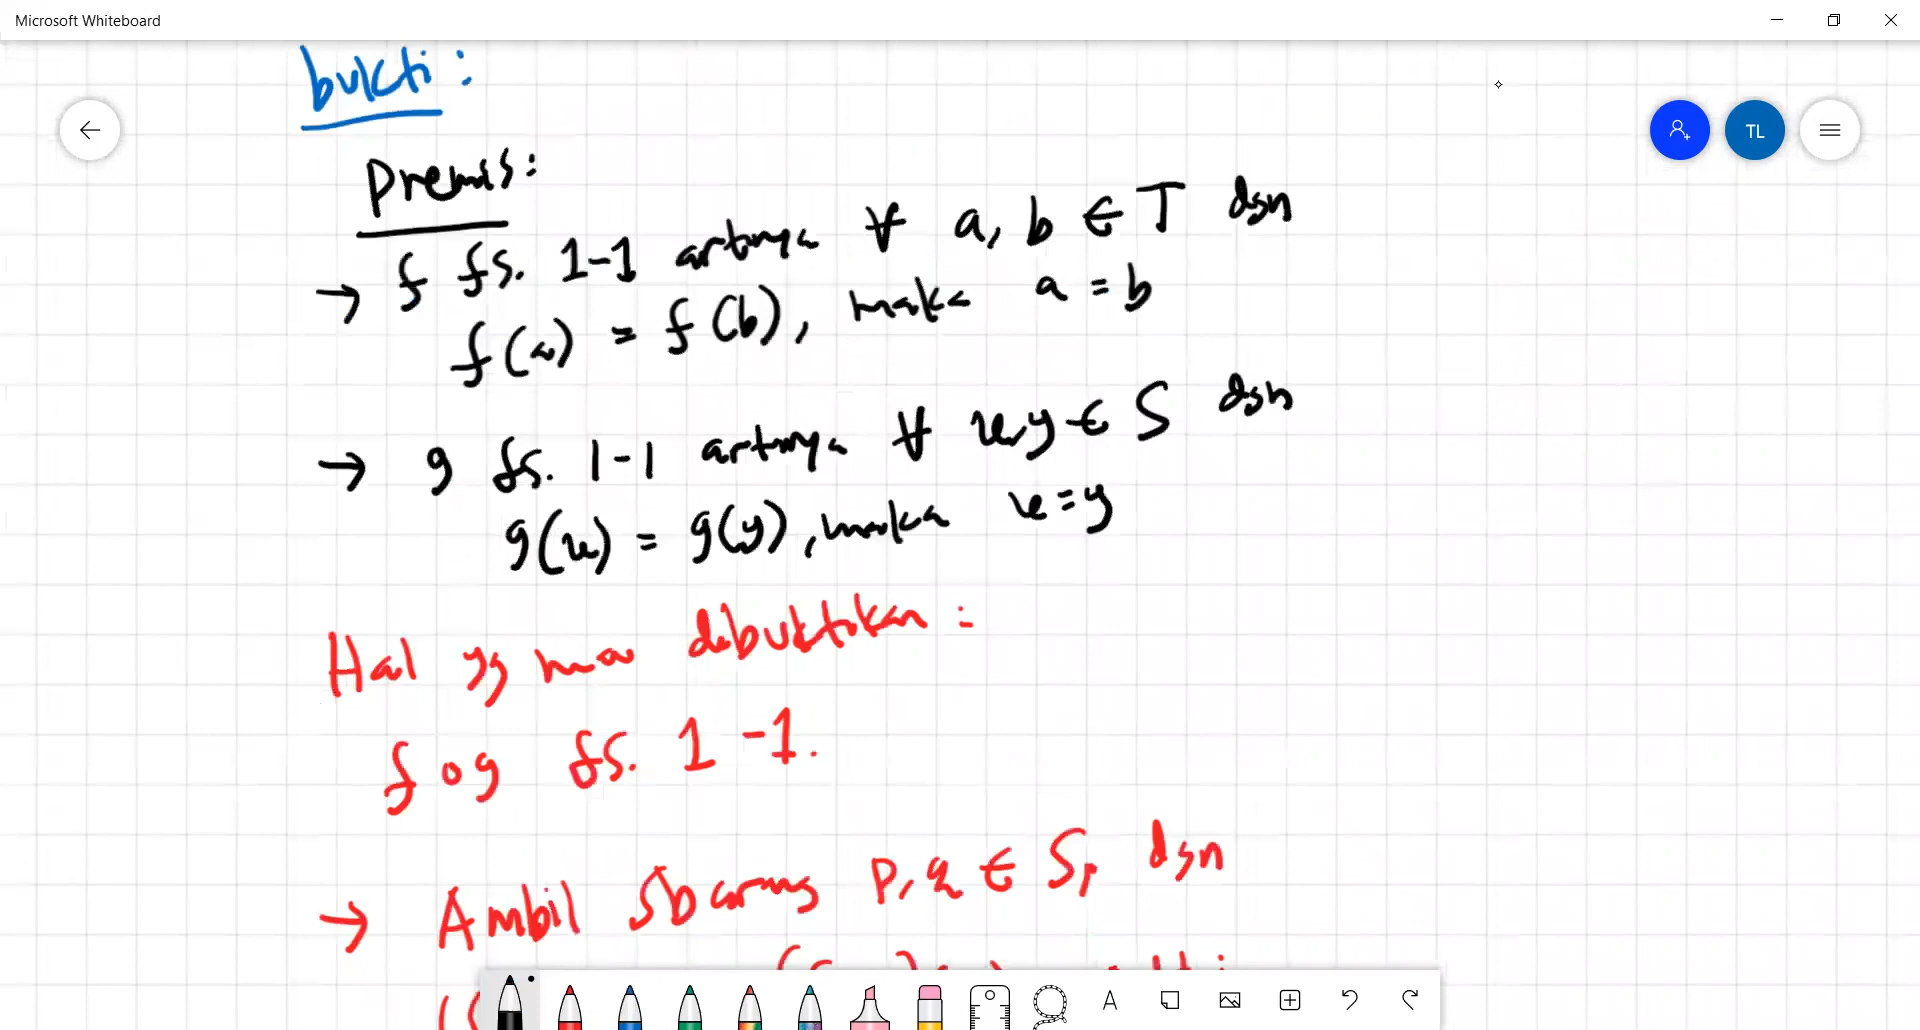 Microsoft Whiteboard
bukti:
TL
Premis:
→ f fs. 1-1 artinya ∀ a, b ∈ T dgn
f(a) = f(b), maka a = b
→ g fs. 1-1 artinya ∀ x, y ∈ S dgn
g(x) = g(y), maka x = y
Hal yg mau dibuktikan:
f o g fs. 1-1.
→ Ambil sbarang p, q ∈ S, dgn
A